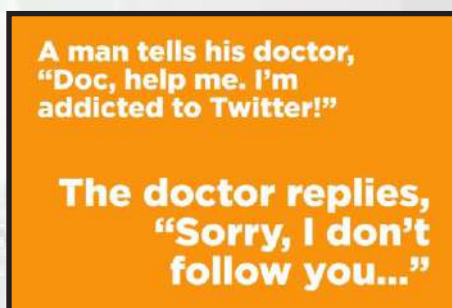 A man tells his doctor,
“Doc, help me. I’m
addicted to Twitter!”
The doctor replies,
“Sorry, I don’t
follow you...”